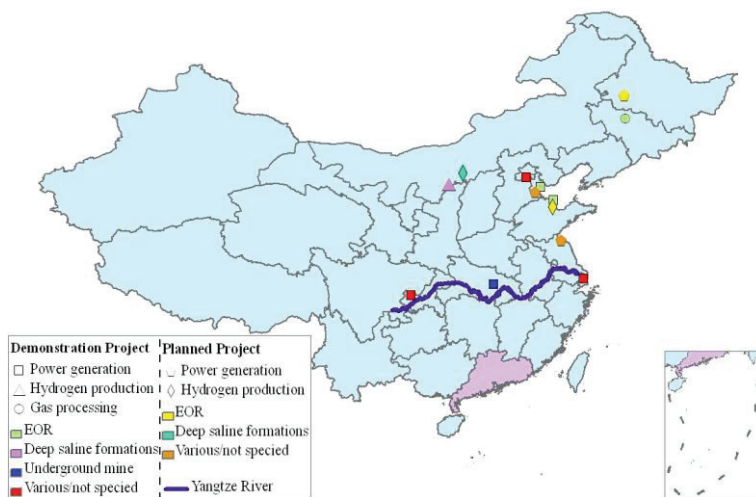 Demonstration Project
Power generation
Hydrogen production
Gas processing
EOR
Deep saline formations
Underground mine
Various/not specied
Planned Project
Power generation
Hydrogen production
EOR
Deep saline formations
Various/not specied
Yangtze River